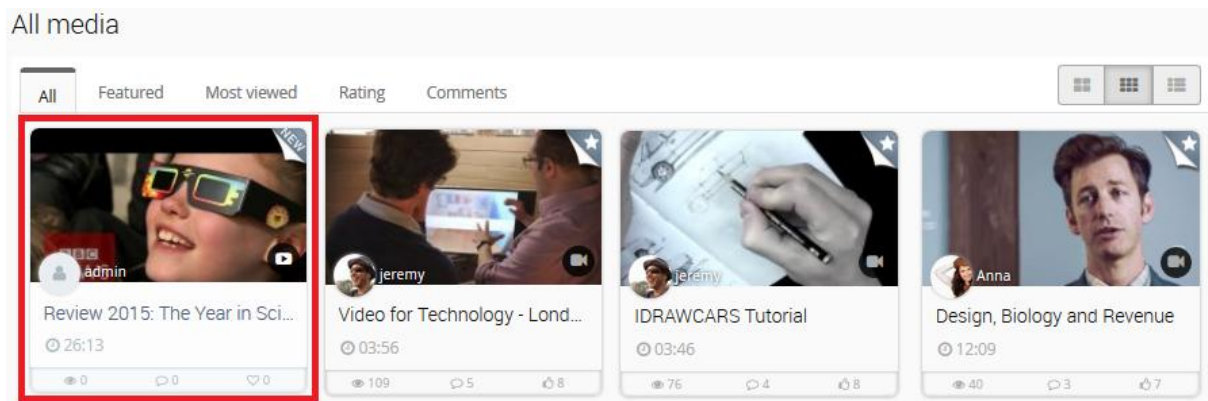 All media
All Featured Most viewed Rating Comments
NEW
BBC
admin
Review 2015: The Year in Sci...
26:13
0 0 0
jeremy
Video for Technology - Lond...
03:56
109 5 8
jeremy
IDRAWCARS Tutorial
03:46
76 4 8
Anna
Design, Biology and Revenue
12:09
40 3 7